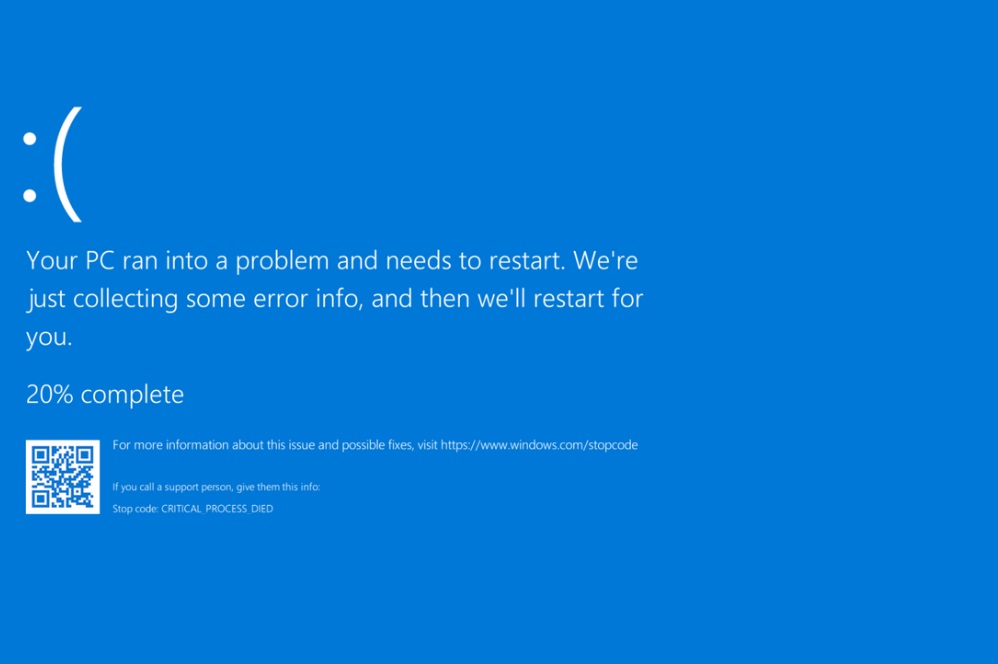 :(
Your PC ran into a problem and needs to restart. We're
just collecting some error info, and then we'll restart for
you.
20% complete
For more information about this issue and possible fixes, visit https://www.windows.com/stopcode
If you call a support person, give them this info:
Stop code: CRITICAL_PROCESS_DIED